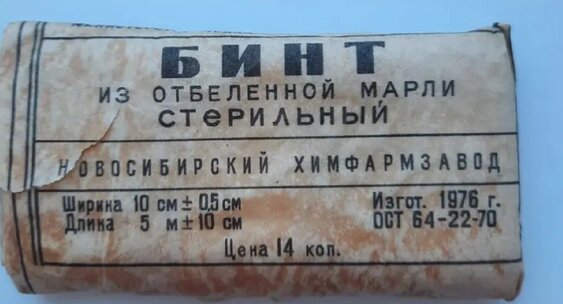 БИНТ
ИЗ ОТБЕЛЕННОЙ МАРЛИ
СТЕРИЛЬНЫЙ
НОВОСИБИРСКИЙ ХИМФАРМЗАВОД
Ширина 10 см ± 0,5 см
Длина 5 м ± 10 см
Изгот. 1976 г.
ОСТ 64-22-70
Цена 14 коп.